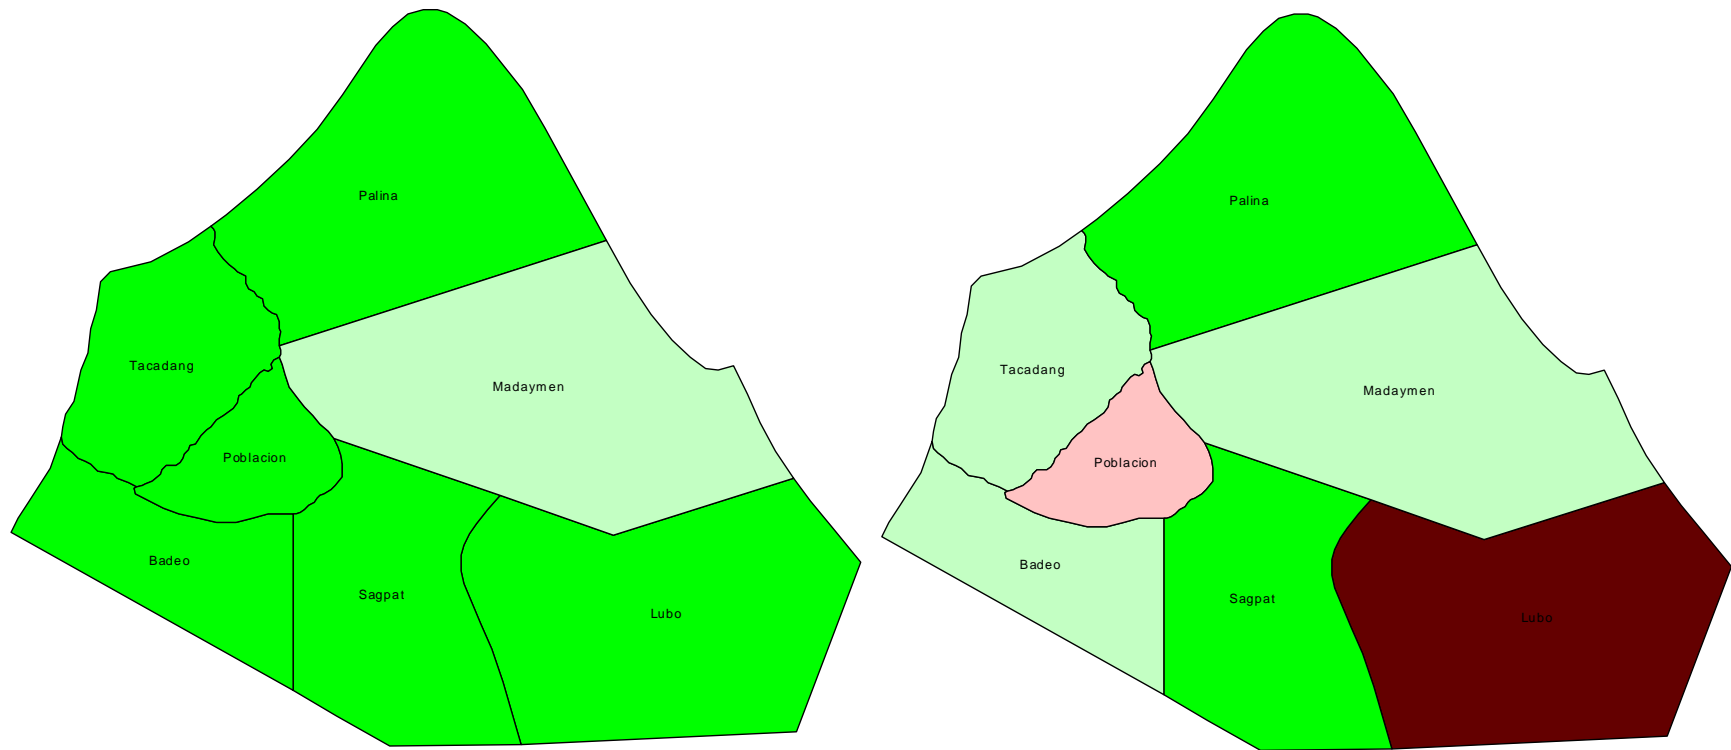 Palina
Tacadang
Madaymen
Poblacion
Badeo
Sagpat
Lubo
Palina
Tacadang
Madaymen
Poblacion
Badeo
Sagpat
Lubo